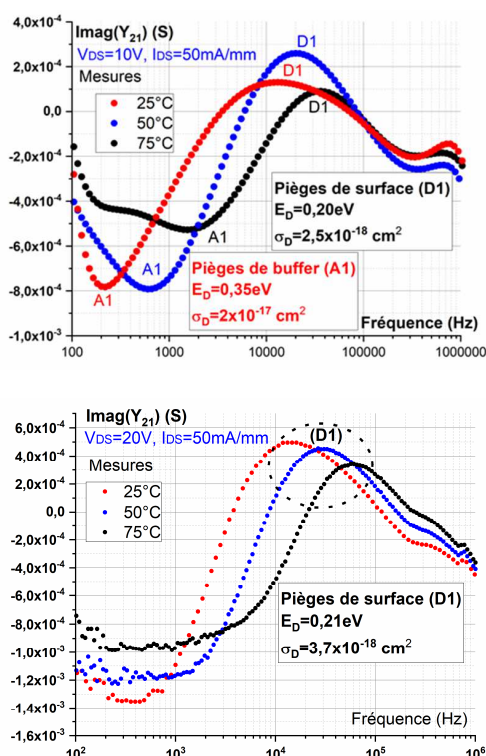 Imag(Y21) (S)
VDS=10V, IDS=50mA/mm
Mesures
25°C
50°C
75°C
4,0x10-4
2,0x10-4
0,0
-2,0x10-4
-4,0x10-4
-6,0x10-4
-8,0x10-4
-1,0x10-3
D1
D1
D1
A1
A1
A1
Pièges de surface (D1)
ED=0,20eV
σD=2,5x10-18 cm2
Pièges de buffer (A1)
ED=0,35eV
σD=2x10-17 cm2
Fréquence (Hz)
100 1000 10000 100000 1000000
Imag(Y21) (S)
VDS=20V, IDS=50mA/mm
Mesures
25°C
50°C
75°C
6,0x10-4
4,0x10-4
2,0x10-4
0,0
-2,0x10-4
-4,0x10-4
-6,0x10-4
-8,0x10-4
-1,0x10-3
-1,2x10-3
-1,4x10-3
-1,6x10-3
(D1)
Pièges de surface (D1)
ED=0,21eV
σD=3,7x10-18 cm2
Fréquence (Hz)
102 103 104 105 106